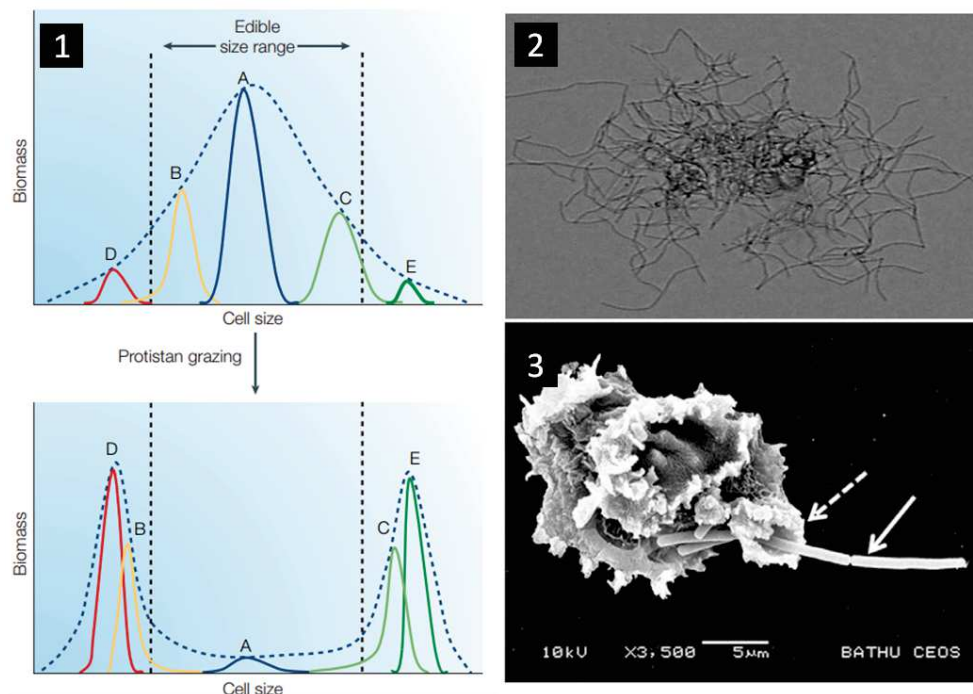 1
Edible
size range
A
B
C
D
E
Biomass
Cell size
Protistan grazing
D
E
B
C
A
Biomass
Cell size
2
3
10kV X3,500 5µm BATHU CEOS